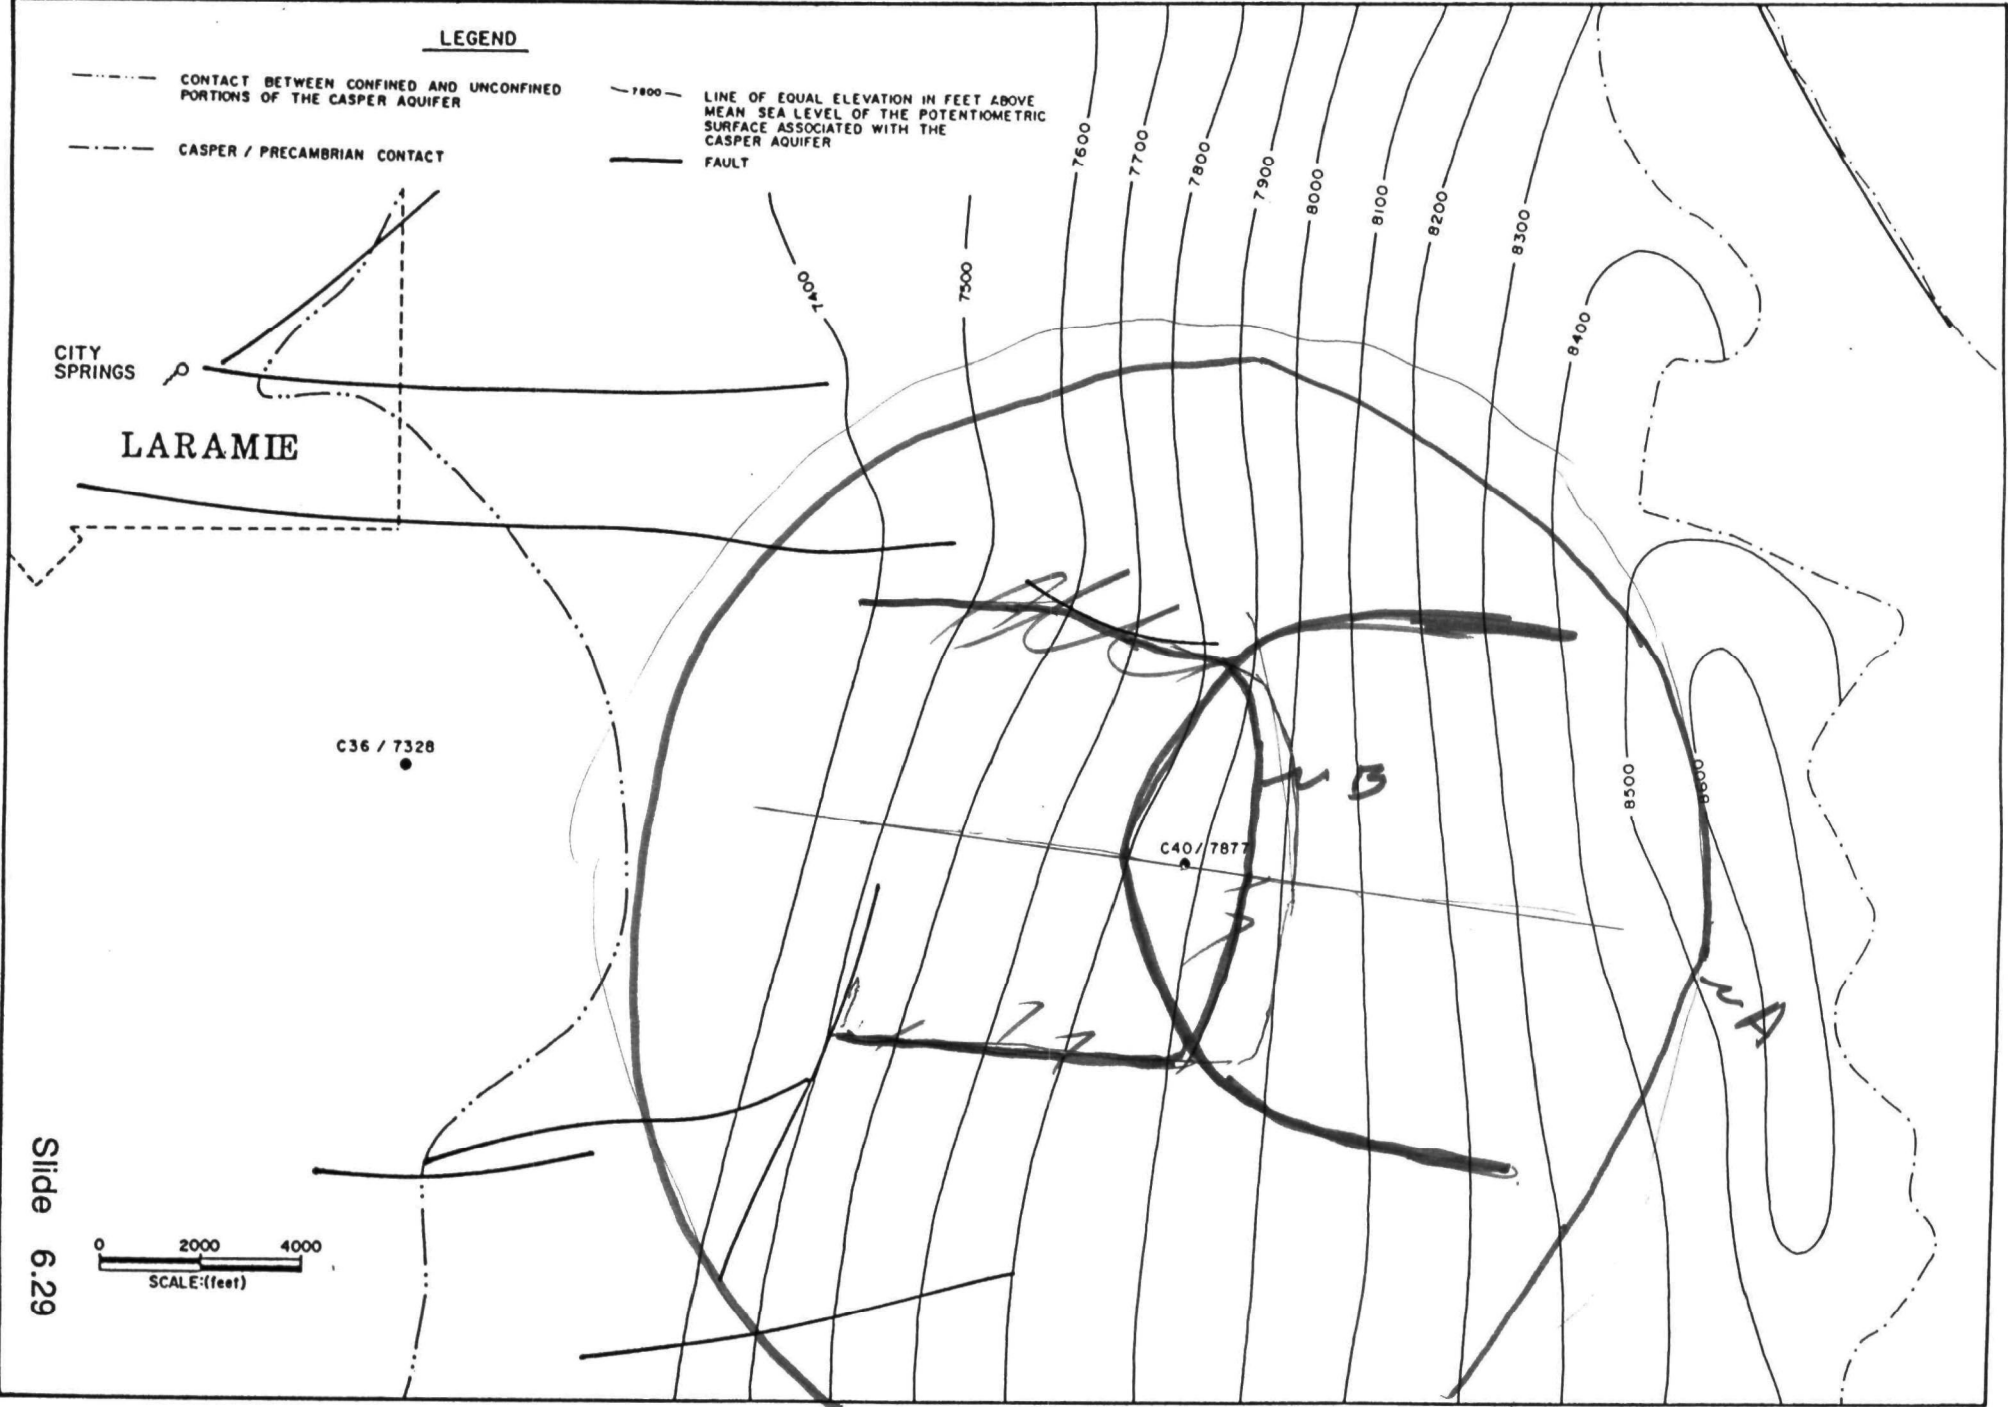 LEGEND
CONTACT BETWEEN CONFINED AND UNCONFINED
PORTIONS OF THE CASPER AQUIFER
CASPER / PRECAMBRIAN CONTACT
7800
LINE OF EQUAL ELEVATION IN FEET ABOVE
MEAN SEA LEVEL OF THE POTENTIOMETRIC
SURFACE ASSOCIATED WITH THE
CASPER AQUIFER
FAULT
7600
7700
7800
7900
8000
8100
8200
8300
7400
7500
8400
CITY
SPRINGS
LARAMIE
C36 / 7328
B
C40 / 7877
8500
8600
A
Slide 6.29
0 2000 4000
SCALE:(feet)